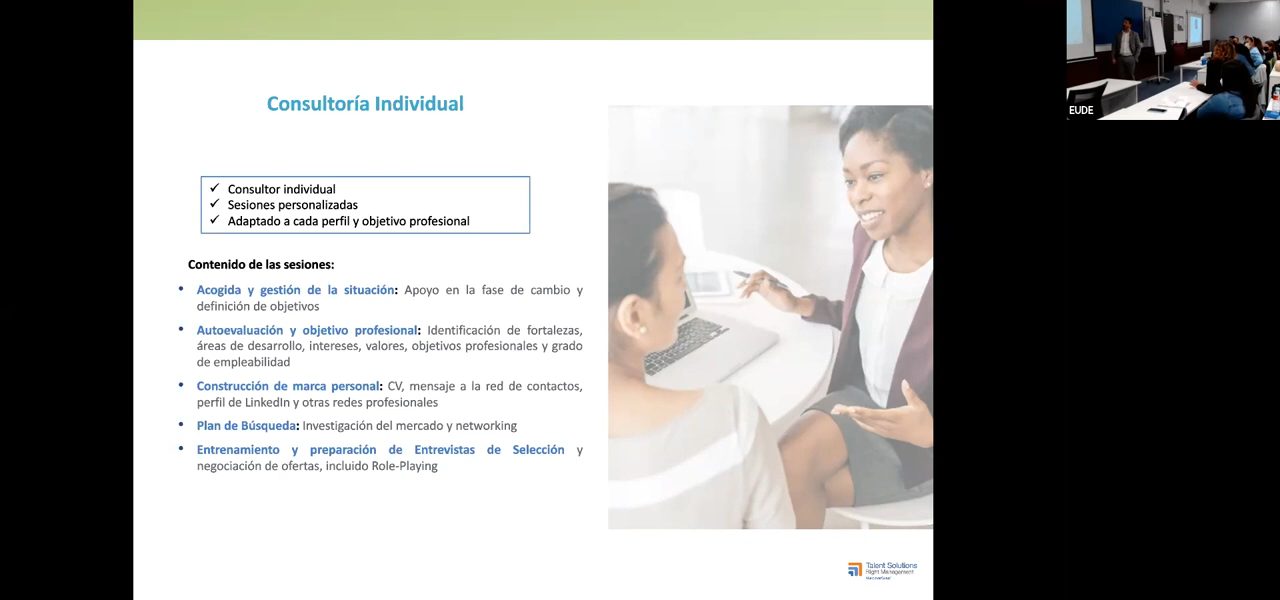 Consultoría Individual
✓ Consultor individual
✓ Sesiones personalizadas
✓ Adaptado a cada perfil y objetivo profesional
Contenido de las sesiones:
• Acogida y gestión de la situación: Apoyo en la fase de cambio y
definición de objetivos
• Autoevaluación y objetivo profesional: Identificación de fortalezas,
áreas de desarrollo, intereses, valores, objetivos profesionales y grado
de empleabilidad
• Construcción de marca personal: CV, mensaje a la red de contactos,
perfil de LinkedIn y otras redes profesionales
• Plan de Búsqueda: Investigación del mercado y networking
• Entrenamiento y preparación de Entrevistas de Selección y
negociación de ofertas, incluido Role-Playing
Talent Solutions
Right Management
ManpowerGroup
EUDE